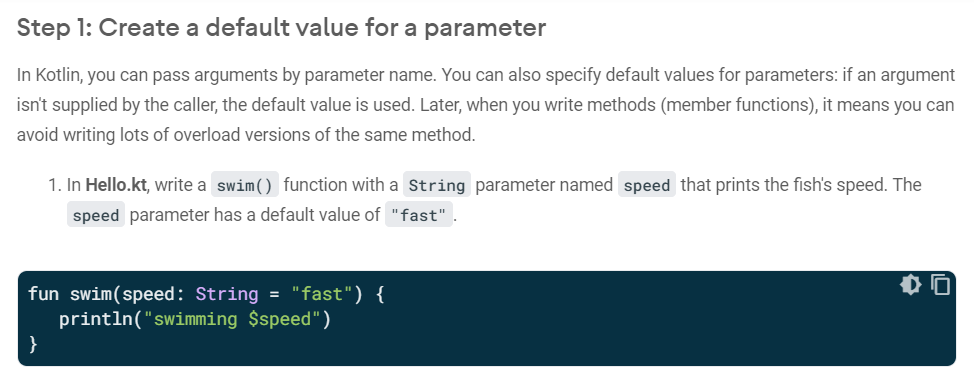 Step 1: Create a default value for a parameter
In Kotlin, you can pass arguments by parameter name. You can also specify default values for parameters: if an argument
isn't supplied by the caller, the default value is used. Later, when you write methods (member functions), it means you can
avoid writing lots of overload versions of the same method.
1. In Hello.kt, write a swim() function with a String parameter named speed that prints the fish's speed. The
speed parameter has a default value of "fast".
fun swim(speed: String = "fast") {
   println("swimming $speed")
}